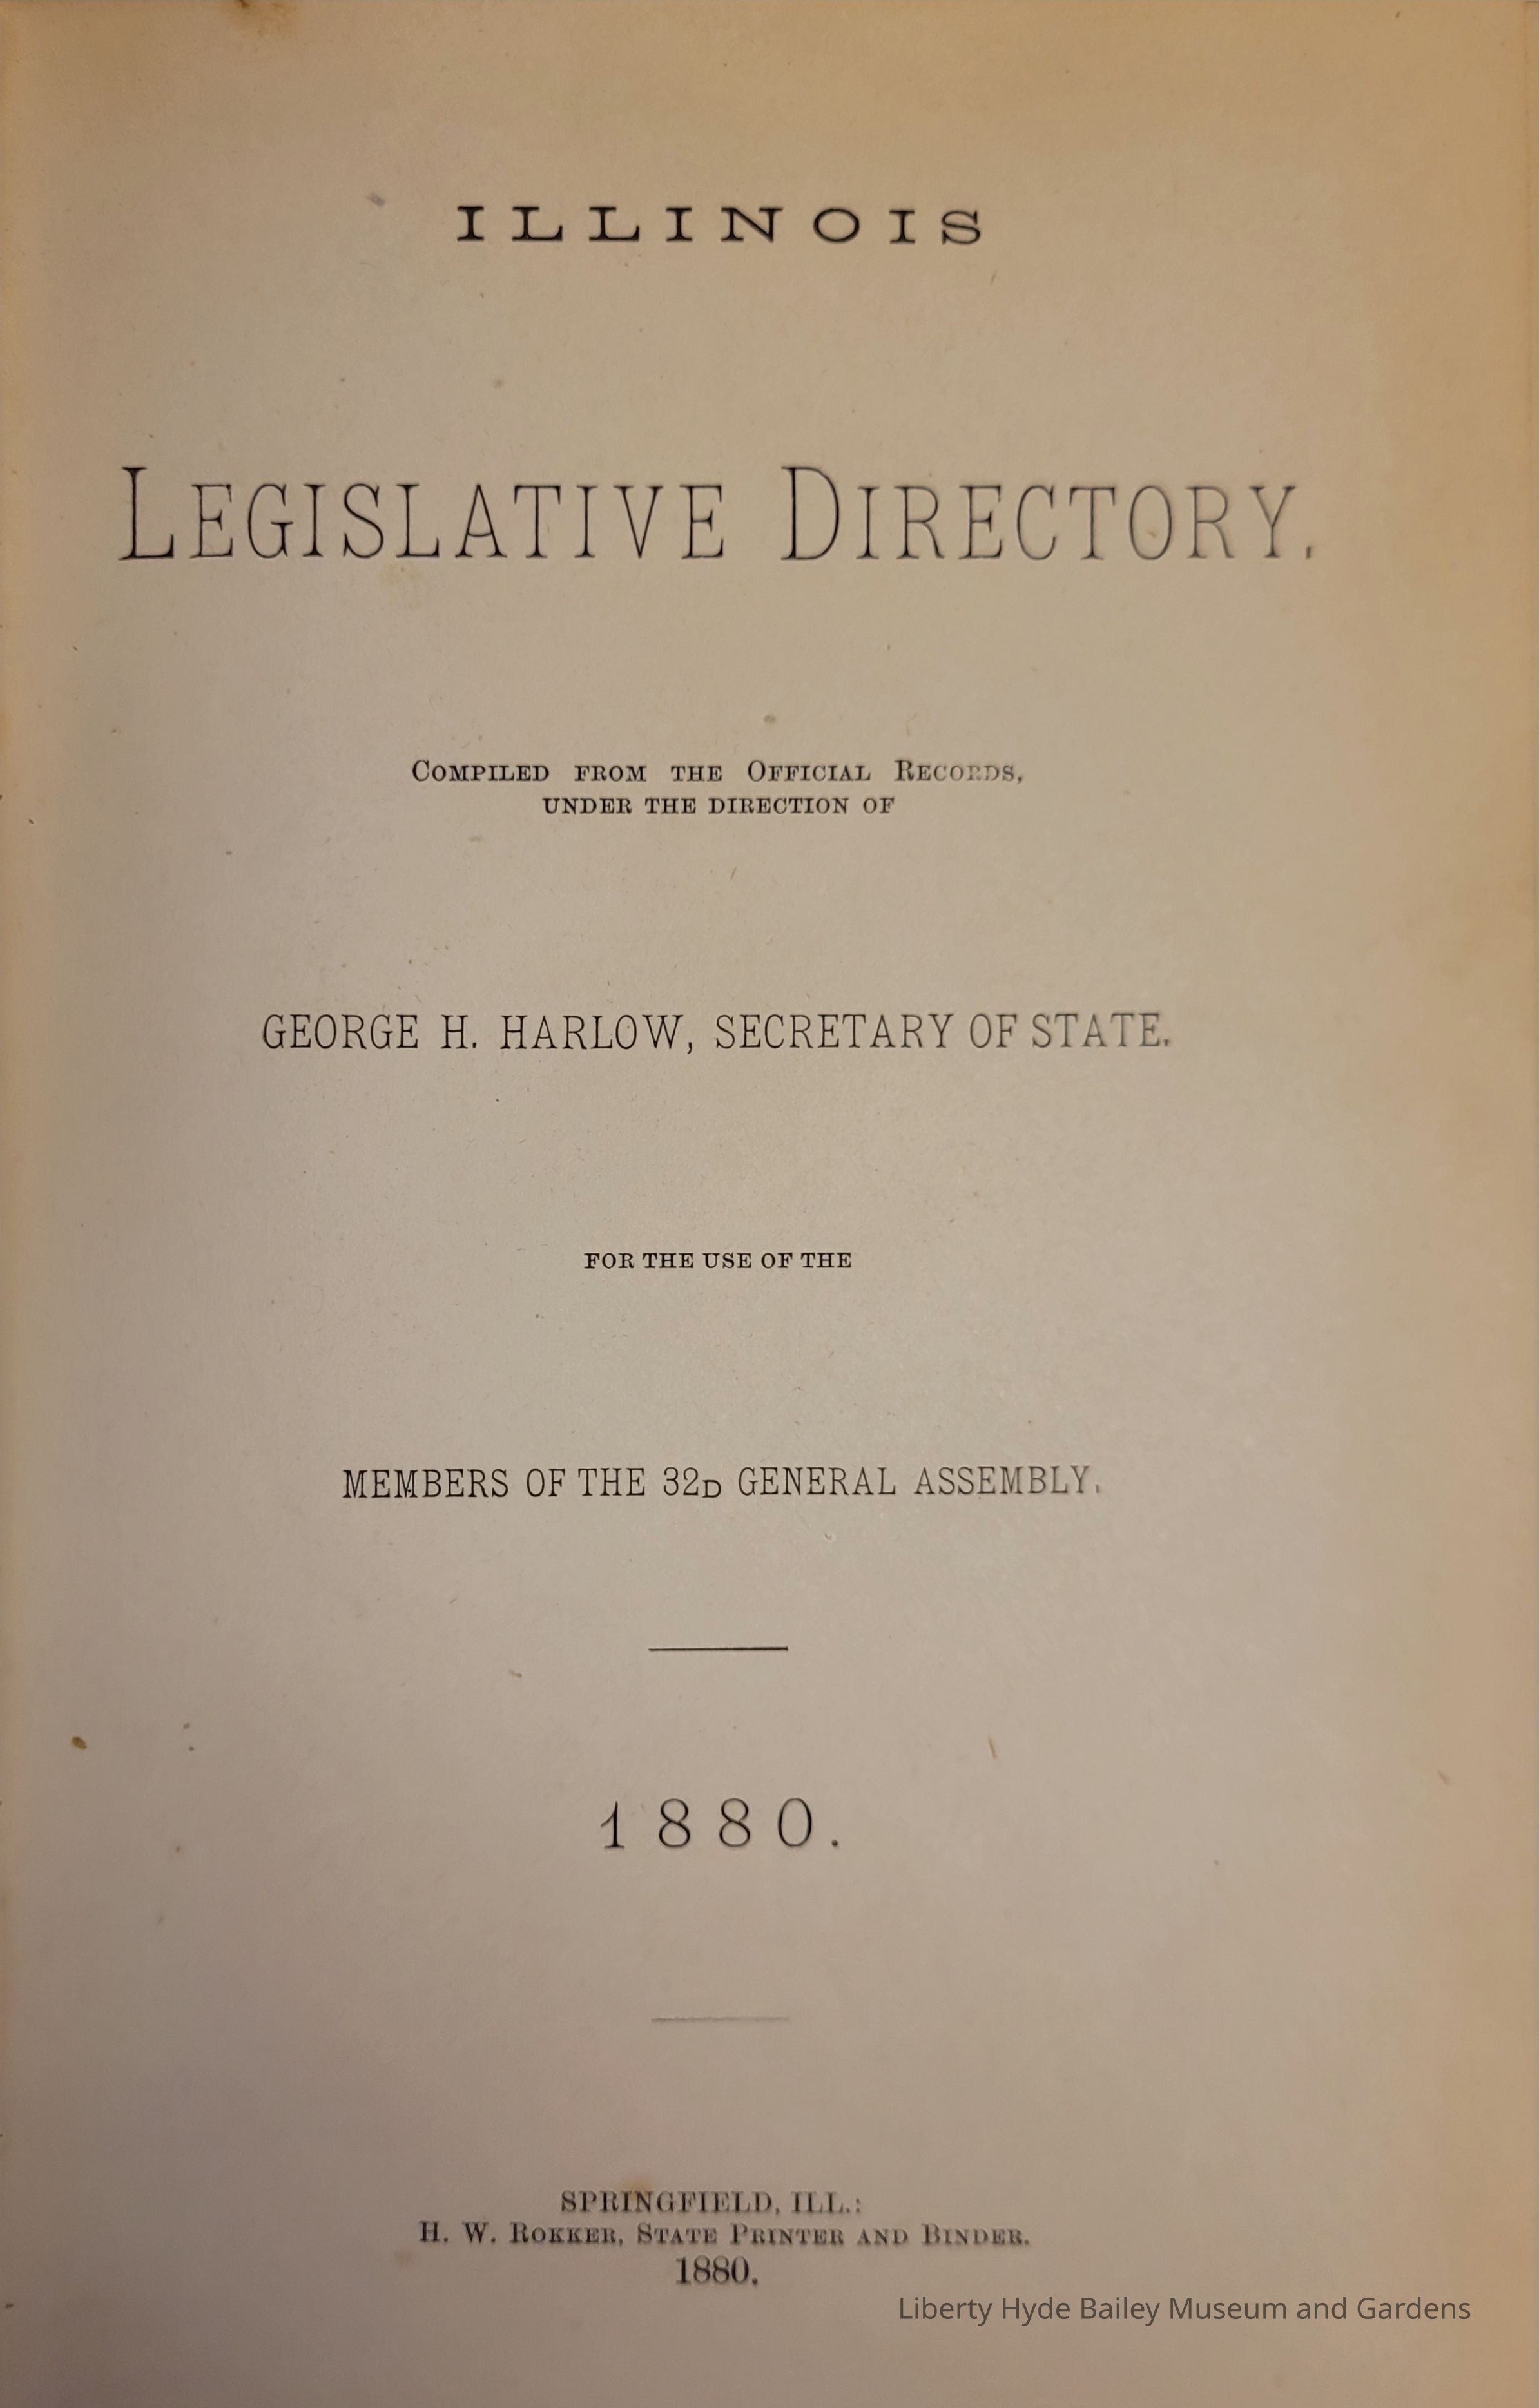 ILLINOIS
LEGISLATIVE DIRECTORY.
COMPILED FROM THE OFFICIAL RECORDS,
UNDER THE DIRECTION OF
GEORGE H. HARLOW, SECRETARY OF STATE.
FOR THE USE OF THE
MEMBERS OF THE 32D GENERAL ASSEMBLY.
1880.
SPRINGFIELD, ILL.:
H. W. ROKKER, STATE PRINTER AND BINDER.
1880.
Liberty Hyde Bailey Museum and Gardens